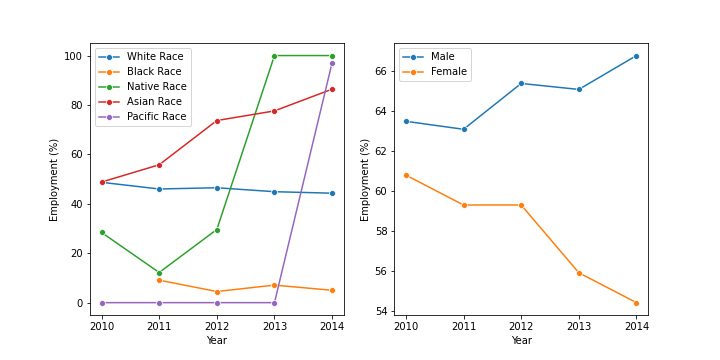 White Race
Black Race
Native Race
Asian Race
Pacific Race
100
80
60
40
20
0
Employment (%)
2010 2011 2012 2013 2014
Year
Male
Female
66
64
62
60
58
56
54
Employment (%)
2010 2011 2012 2013 2014
Year